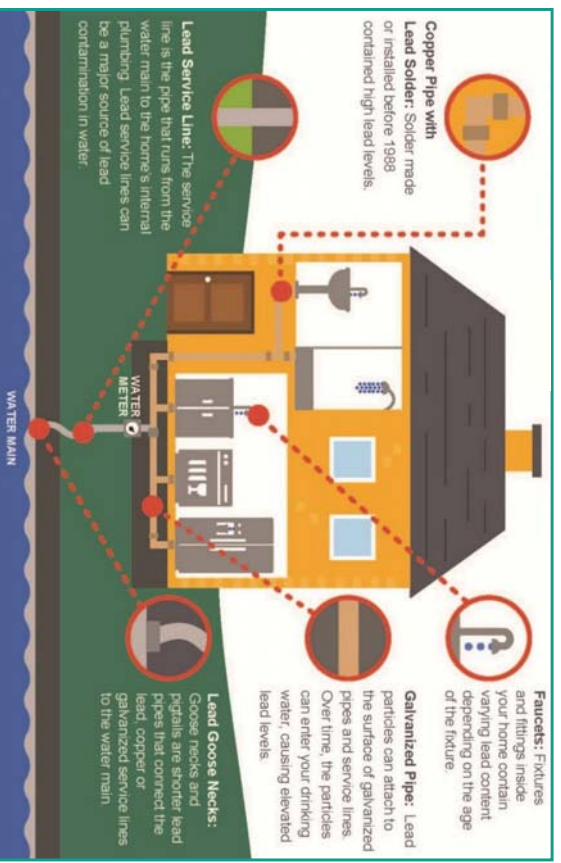 Copper Pipe with
Lead Solder: Solder made
or installed before 1988
contained high lead levels.
Lead Service Line: The service
line is the pipe that runs from the
water main to the home's internal
plumbing. Lead service lines can
be a major source of lead
contamination in water.
Faucets: Fixtures
and fittings inside
your home contain
varying lead content
depending on the age
of the fixture.
Galvanized Pipe: Lead
particles can attach to
the surface of galvanized
pipes and service lines.
Over time, the particles
can enter your drinking
water, causing elevated
lead levels.
Lead Goose Necks:
Goose necks and
pigtails are shorter lead
pipes that connect the
lead, copper or
galvanized service lines
to the water main
WATER
METER
WATER MAIN